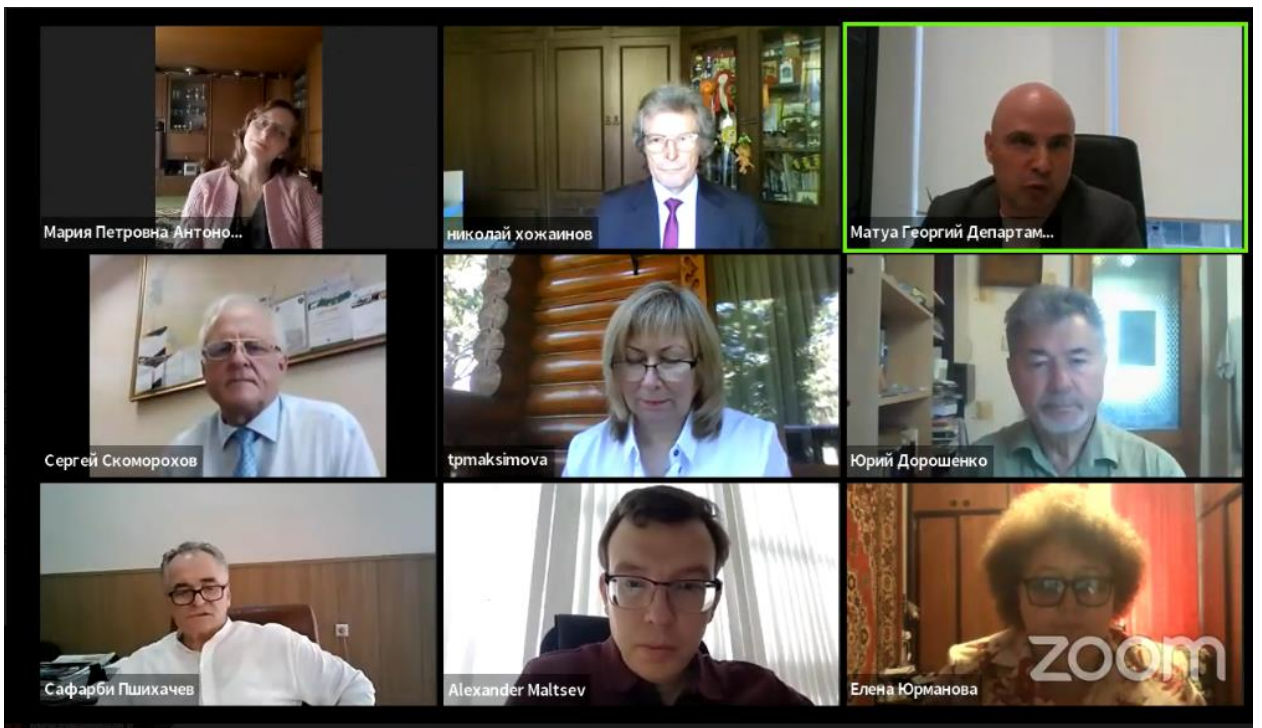 Мария Петровна Антоно...
николай хожаинов
Матуа Георгий Департам...
Сергей Скоморохов
tpmaksimova
Юрий Дорошенко
Сафарби Пшихачев
Alexander Maltsev
Елена Юрманова
zoom